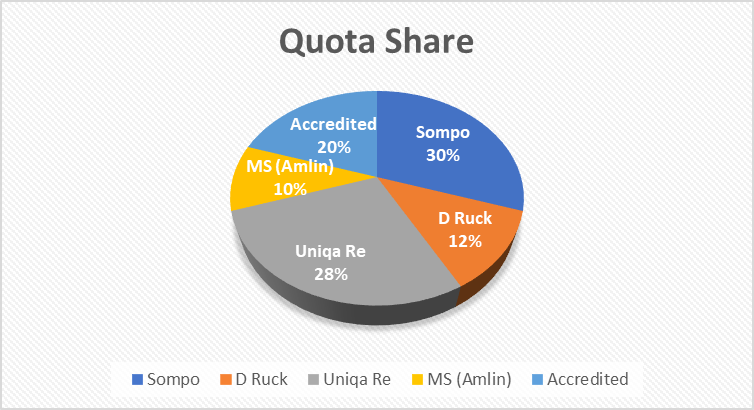 Quota Share
Accredited
20%
Sompo
30%
MS (Amlin)
10%
D Ruck
12%
Uniqa Re
28%
Sompo D Ruck Uniqa Re MS (Amlin) Accredited